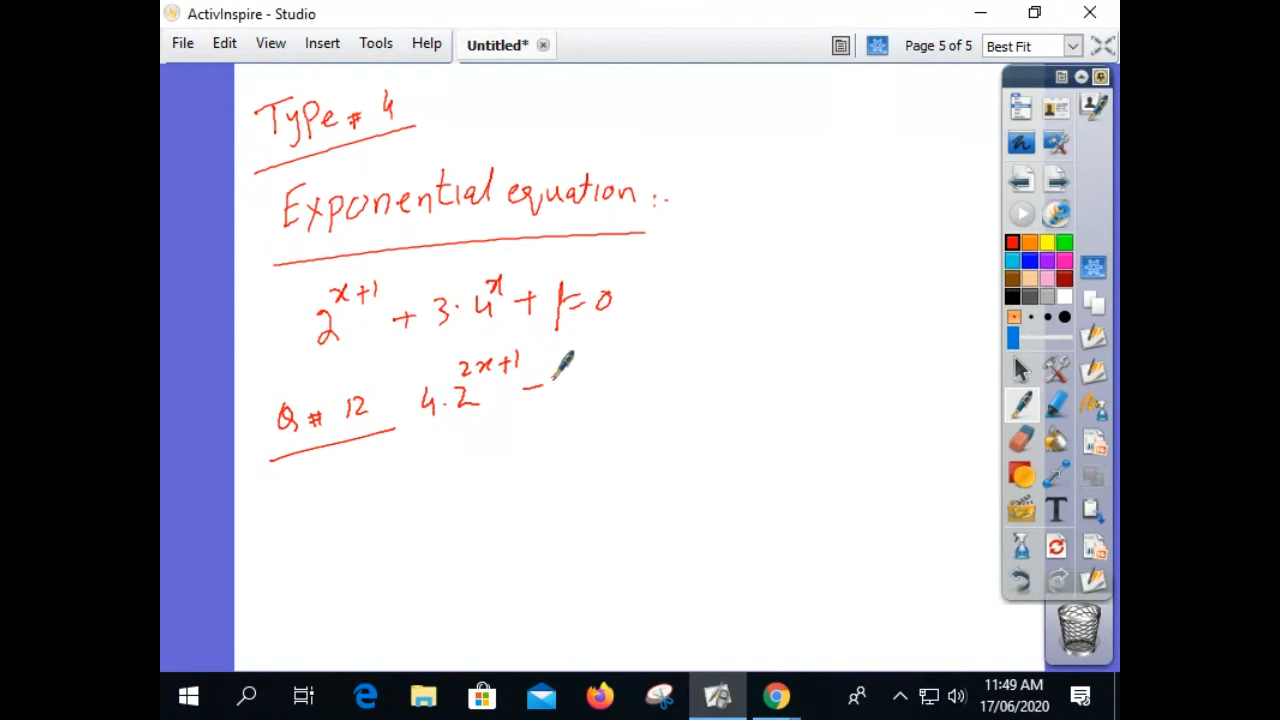 ActivInspire - Studio
File Edit View Insert Tools Help Untitled* Page 5 of 5 Best Fit
Type # 4
Exponential equation :.
2^{x+1} + 3 · 4^x + 1 = 0
Q # 12 4 · 2^{2x+1} -
11:49 AM
17/06/2020